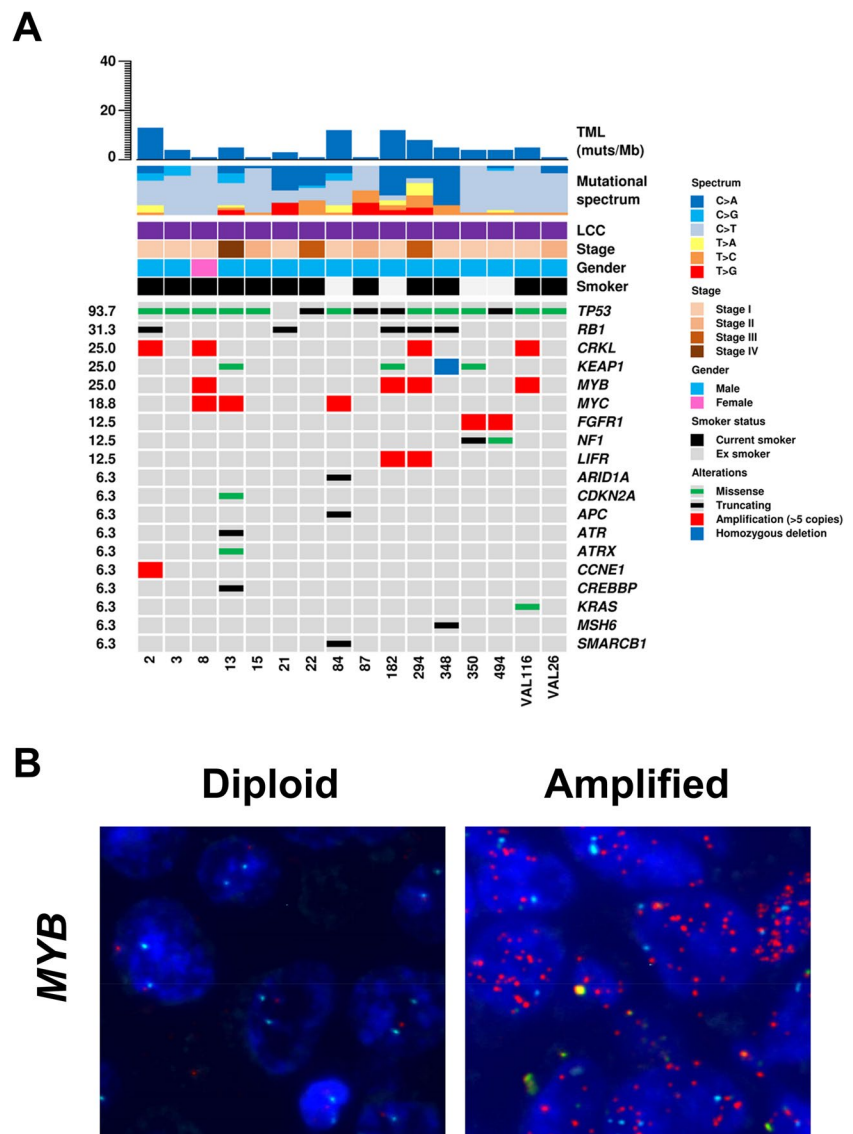 A
40
20
0
TML
(muts/Mb)
Mutational
spectrum
LCC
Stage
Gender
Smoker
93.7 TP53
31.3 RB1
25.0 CRKL
25.0 KEAP1
25.0 MYB
18.8 MYC
12.5 FGFR1
12.5 NF1
12.5 LIFR
6.3 ARID1A
6.3 CDKN2A
6.3 APC
6.3 ATR
6.3 ATRX
6.3 CCNE1
6.3 CREBBP
6.3 KRAS
6.3 MSH6
6.3 SMARCB1
2 3 8 13 15 21 22 84 87 182 294 348 350 494 VAL116 VAL26
Spectrum
C>A
C>G
C>T
T>A
T>C
T>G
Stage
Stage I
Stage II
Stage III
Stage IV
Gender
Male
Female
Smoker status
Current smoker
Ex smoker
Alterations
Missense
Truncating
Amplification (>5 copies)
Homozygous deletion
B
Diploid Amplified
MYB